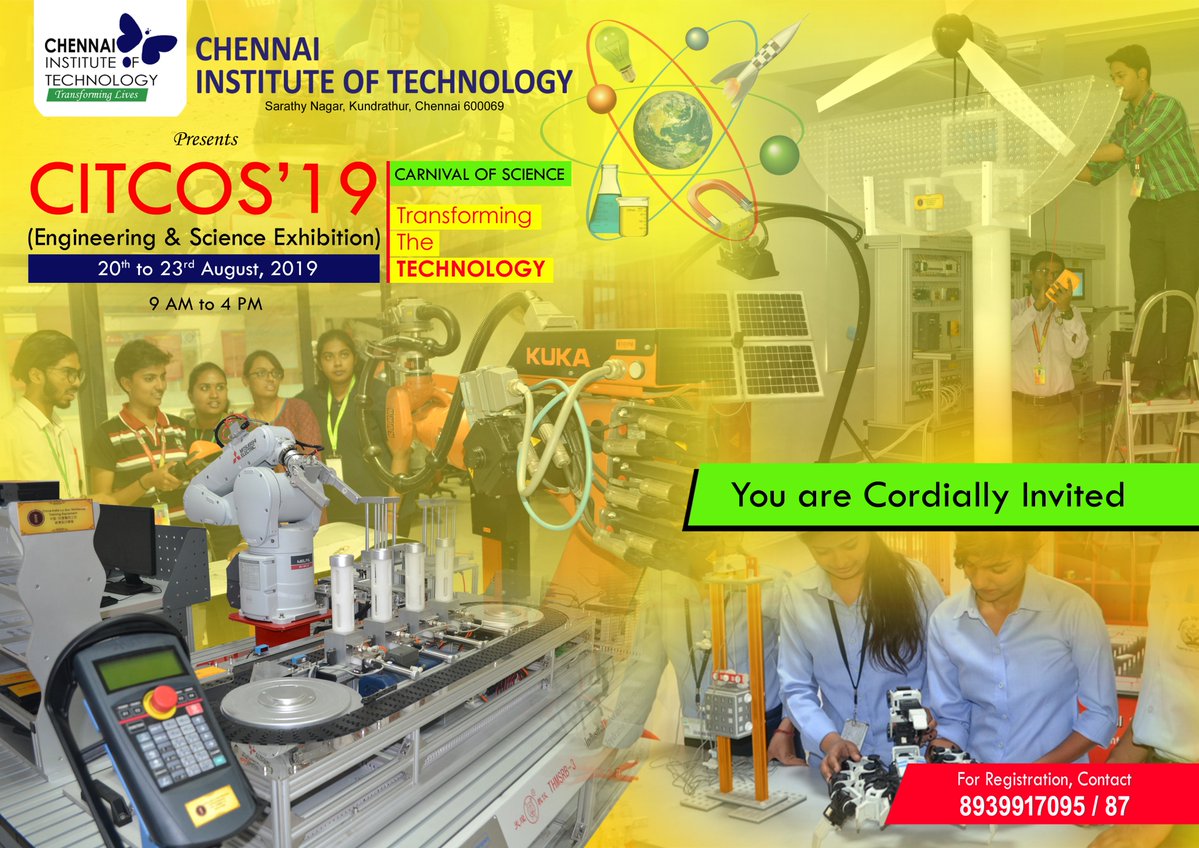 CHENNAI
INSTITUTE OF
TECHNOLOGY
Transforming Lives
CHENNAI
INSTITUTE OF TECHNOLOGY
Sarathy Nagar, Kundrathur, Chennai 600069
Presents
CITCOS'19
(Engineering & Science Exhibition)
20th to 23rd August, 2019
9 AM to 4 PM
CARNIVAL OF SCIENCE
Transforming
The
TECHNOLOGY
KUKA
You are Cordially Invited
THMSRB-3
For Registration, Contact
8939917095 / 87